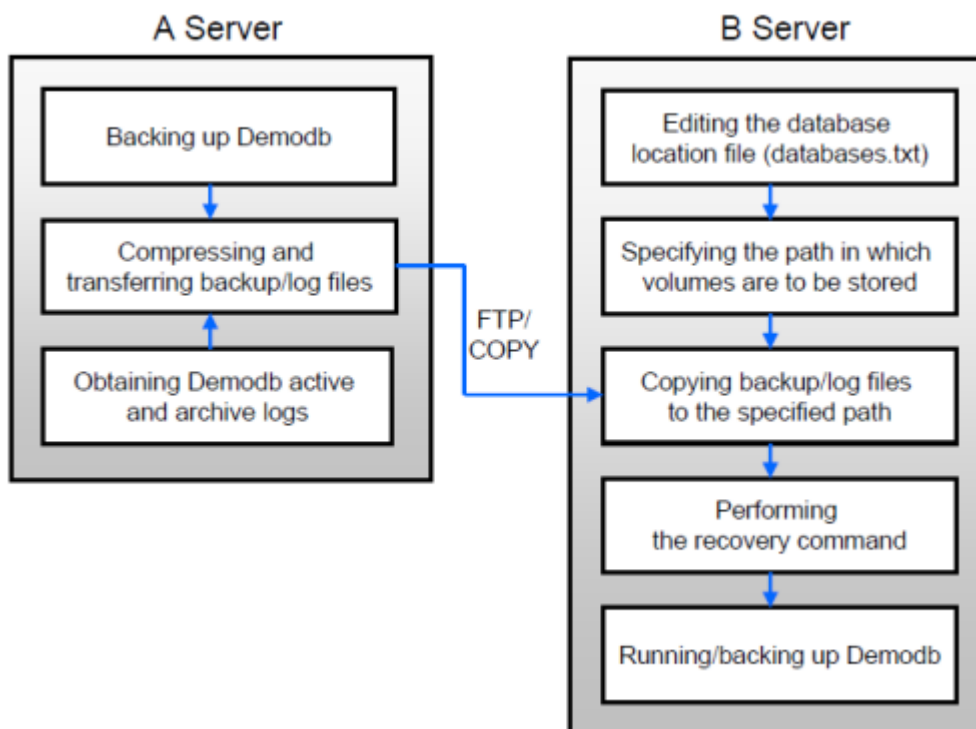 A Server
Backing up Demodb
Compressing and
transferring backup/log files
Obtaining Demodb active
and archive logs
FTP/
COPY
B Server
Editing the database
location file (databases.txt)
Specifying the path in which
volumes are to be stored
Copying backup/log files
to the specified path
Performing
the recovery command
Running/backing up Demodb